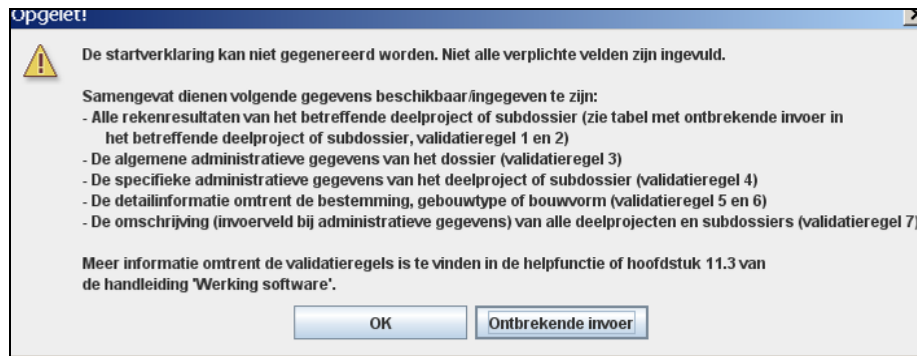 Opgelet!
De startverklaring kan niet gegenereerd worden. Niet alle verplichte velden zijn ingevuld.
Samengevat dienen volgende gegevens beschikbaar/ingegeven te zijn:
- Alle rekenresultaten van het betreffende deelproject of subdossier (zie tabel met ontbrekende invoer in
het betreffende deelproject of subdossier, validatieregel 1 en 2)
- De algemene administratieve gegevens van het dossier (validatieregel 3)
- De specifieke administratieve gegevens van het deelproject of subdossier (validatieregel 4)
- De detailinformatie omtrent de bestemming, gebouwtype of bouwvorm (validatieregel 5 en 6)
- De omschrijving (invoerveld bij administratieve gegevens) van alle deelprojecten en subdossiers (validatieregel 7)
Meer informatie omtrent de validatieregels is te vinden in de helpfunctie of hoofdstuk 11.3 van
de handleiding 'Werking software'.
OK
Ontbrekende invoer